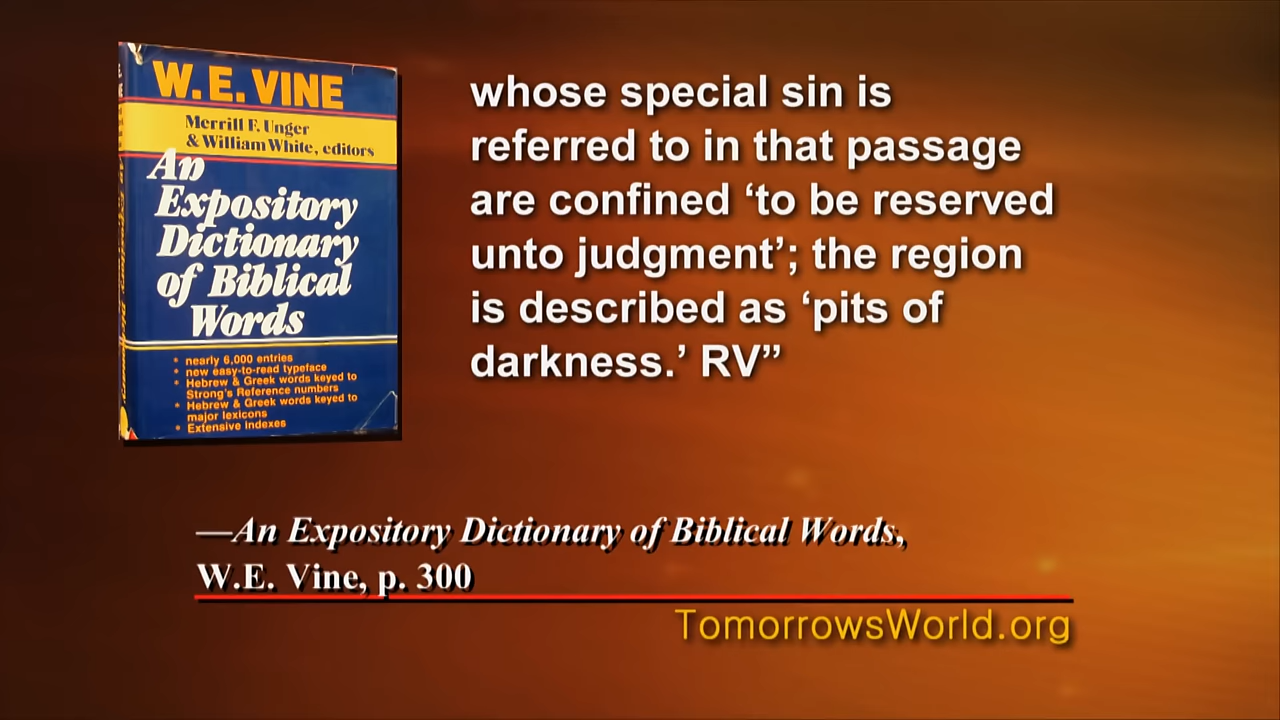 W. E. VINE
Merrill F. Unger
& William White, editors
An
Expository
Dictionary
of Biblical
Words
* nearly 6,000 entries
* new easy-to-read typeface
* Hebrew & Greek words keyed to
Strong's Reference numbers
* Hebrew & Greek words keyed to
major lexicons
* Extensive indexes
whose special sin is
referred to in that passage
are confined ‘to be reserved
unto judgment’; the region
is described as ‘pits of
darkness.’ RV”
—An Expository Dictionary of Biblical Words,
W.E. Vine, p. 300
TomorrowsWorld.org